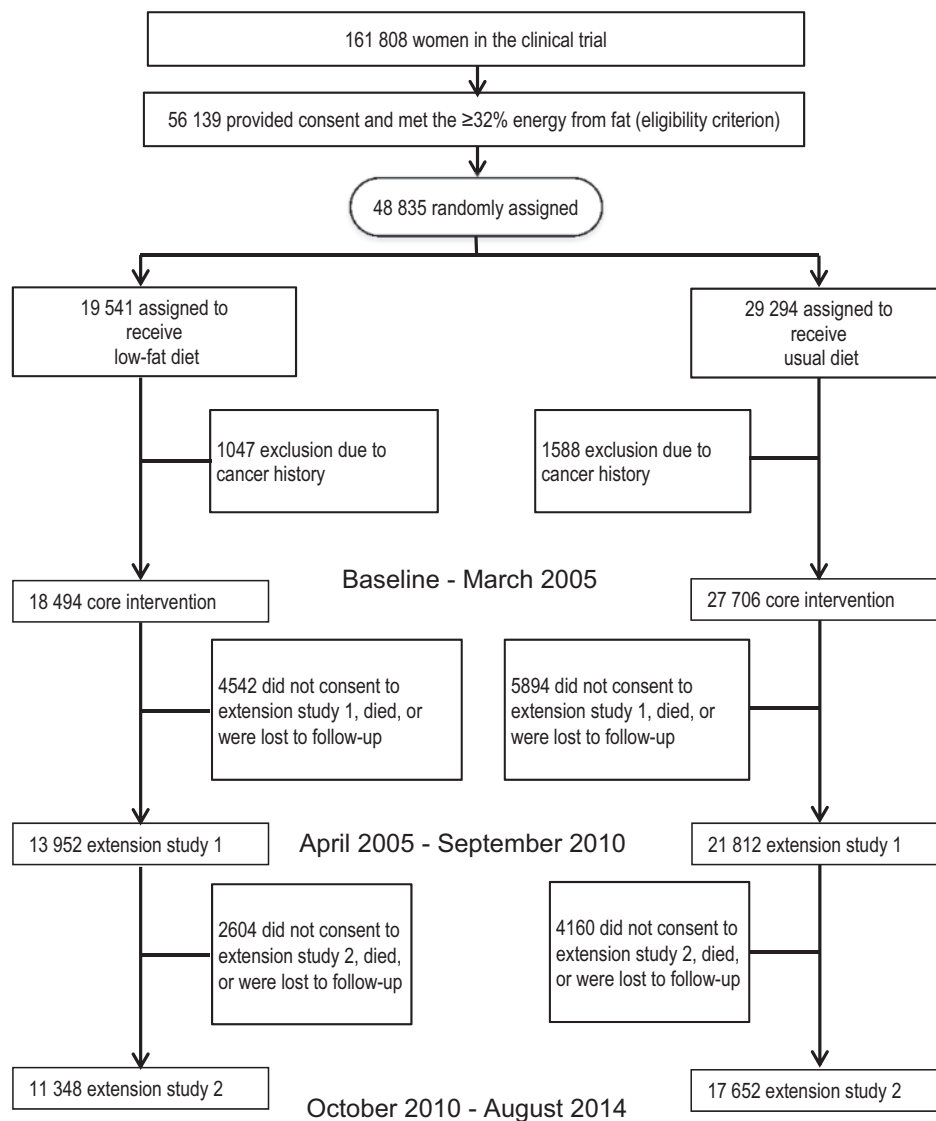 161 808 women in the clinical trial
56 139 provided consent and met the ≥32% energy from fat (eligibility criterion)
48 835 randomly assigned
19 541 assigned to
receive
low-fat diet
29 294 assigned to
receive
usual diet
1047 exclusion due to
cancer history
1588 exclusion due to
cancer history
Baseline - March 2005
18 494 core intervention
27 706 core intervention
4542 did not consent to
extension study 1, died, or
were lost to follow-up
5894 did not consent to
extension study 1, died, or
were lost to follow-up
13 952 extension study 1
April 2005 - September 2010
21 812 extension study 1
2604 did not consent to
extension study 2, died,
or were lost to follow-up
4160 did not consent to
extension study 2, died,
or were lost to follow-up
11 348 extension study 2
17 652 extension study 2
October 2010 - August 2014